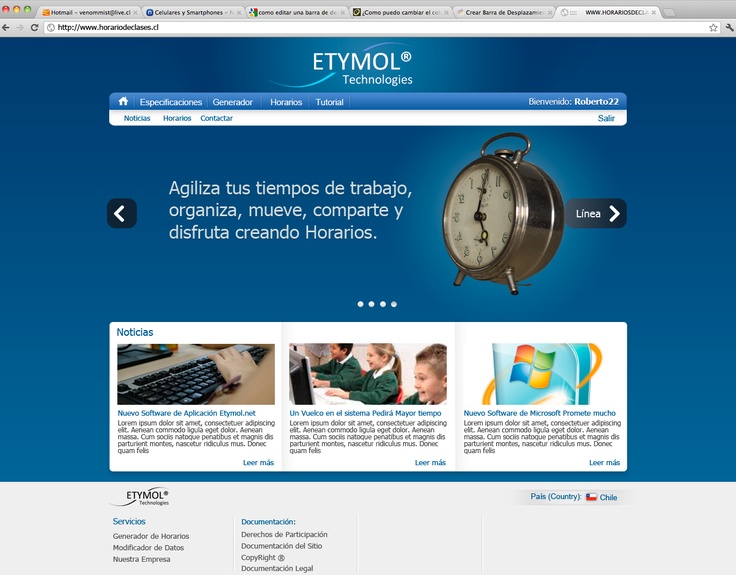 Hotmail - venommist@live.cl
Celulares y Smartphones –
como editar una barra de de
¿Como puedo cambiar el col
Crear Barra de Desplazamie
WWW.HORARIOSDECLA
http://www.horariodeclases.cl
ETYMOL®
Technologies
Especificaciones Generador Horarios Tutorial Bienvenido: Roberto22
Noticias Horarios Contactar Salir
Agiliza tus tiempos de trabajo,
organiza, mueve, comparte y
disfruta creando Horarios.
Línea
Noticias
Nuevo Software de Aplicación Etymol.net
Lorem ipsum dolor sit amet, consectetuer adipiscing
elit. Aenean commodo ligula eget dolor. Aenean
massa. Cum sociis natoque penatibus et magnis dis
parturient montes, nascetur ridiculus mus. Donec
quam felis
Leer más
Un Vuelco en el sistema Pedirá Mayor tiempo
Lorem ipsum dolor sit amet, consectetuer adipiscing
elit. Aenean commodo ligula eget dolor. Aenean
massa. Cum sociis natoque penatibus et magnis dis
parturient montes, nascetur ridiculus mus. Donec
quam felis
Leer más
Nuevo Software de Microsoft Promete mucho
Lorem ipsum dolor sit amet, consectetuer adipiscing
elit. Aenean commodo ligula eget dolor. Aenean
massa. Cum sociis natoque penatibus et magnis dis
parturient montes, nascetur ridiculus mus. Donec
quam felis
Leer más
ETYMOL®
Technologies
País (Country): Chile
Servicios
Generador de Horarios
Modificador de Datos
Nuestra Empresa
Documentación:
Derechos de Participación
Documentación del Sitio
CopyRight ®
Documentación Legal